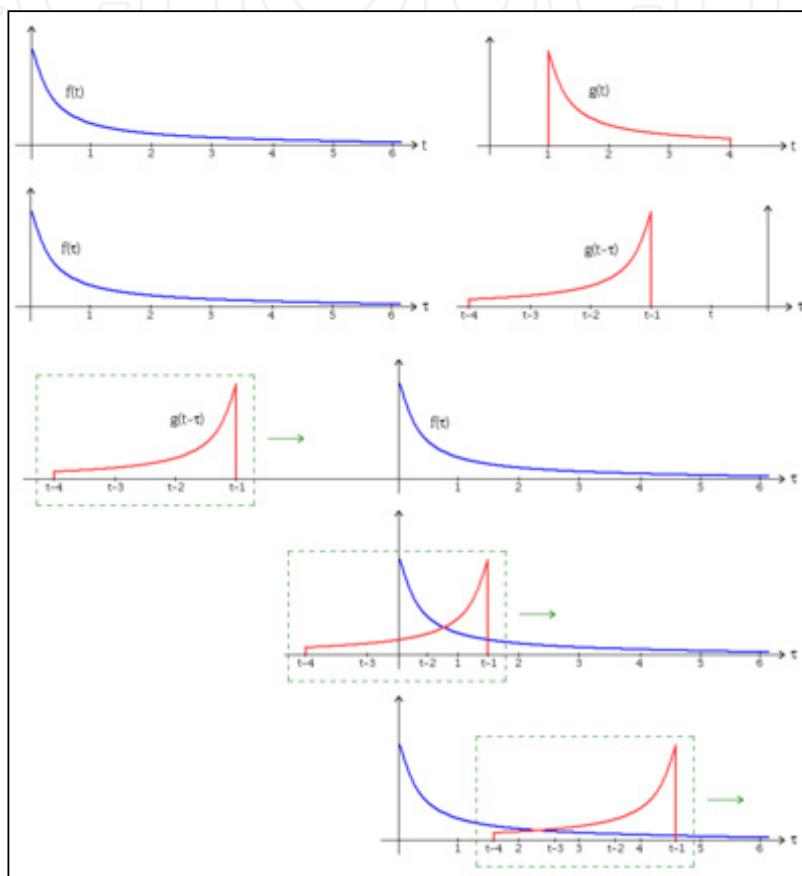 f(t) g(t)
t t
1 2 3 4 5 6 1 2 3 4
f(τ) g(t-τ)
τ τ
1 2 3 4 5 6 t-4 t-3 t-2 t-1 t
g(t-τ) f(τ)
τ
t-4 t-3 t-2 t-1 1 2 3 4 5 6
τ
t-4 t-3 t-2 1 t-1 2 3 4 5 6
τ
1 t-4 2 t-3 3 t-2 4 t-1 5 6